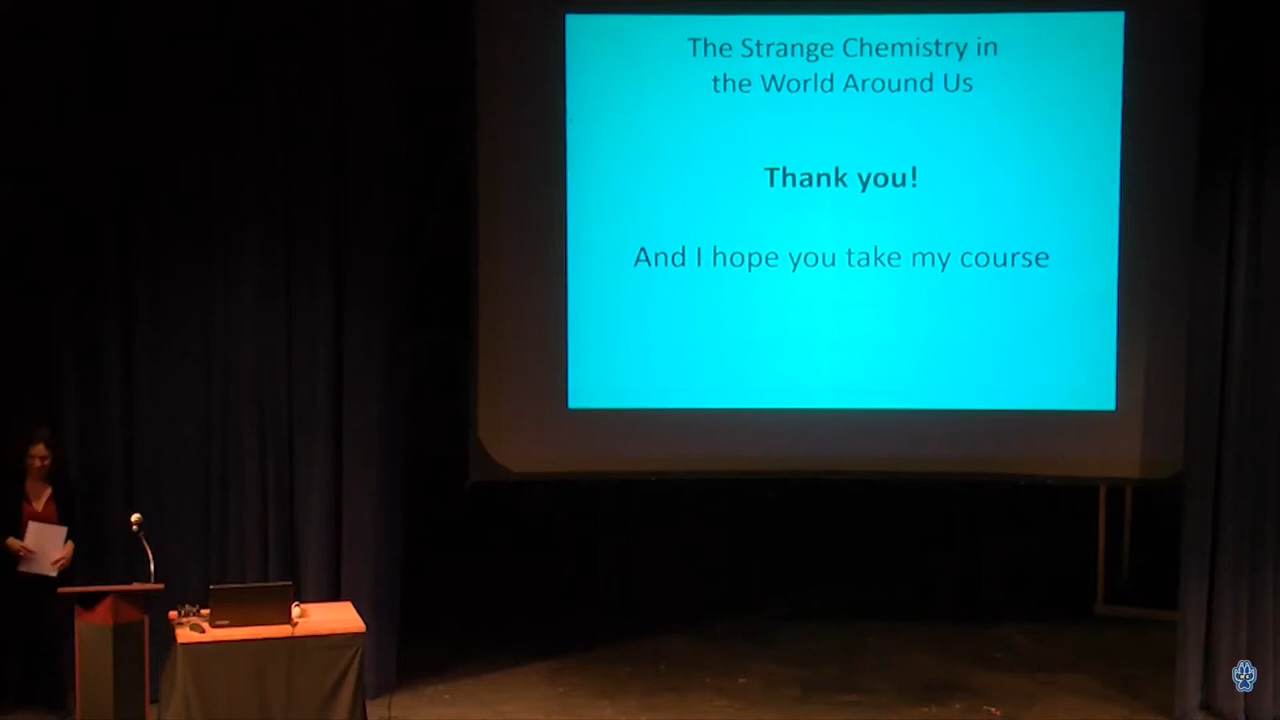 The Strange Chemistry in
the World Around Us
Thank you!
And I hope you take my course